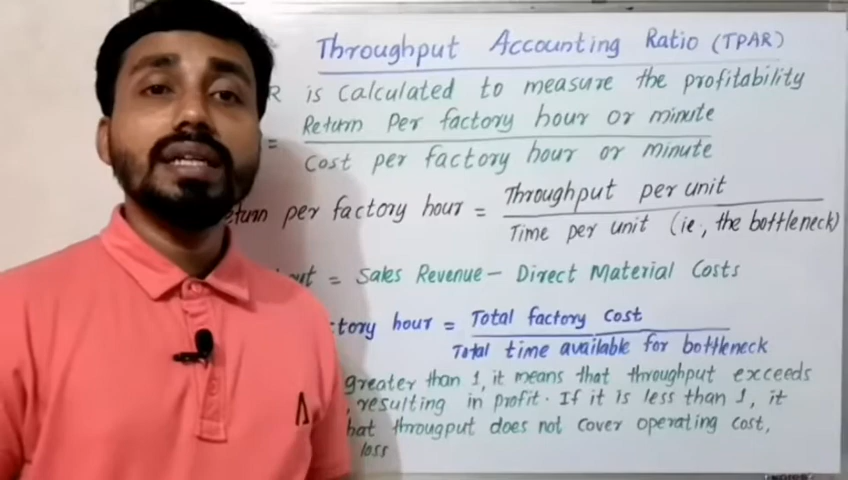 Throughput Accounting Ratio (TPAR)
R is calculated to measure the profitability
= Return Per factory hour or minute
Cost per factory hour or minute
eturn per factory hour = Throughput per unit
Time per unit (ie, the bottleneck)
ut = Sales Revenue - Direct Material Costs
tory hour = Total factory cost
Total time available for bottleneck
greater than 1, it means that throughput exceeds
, resulting in profit. If it is less than 1, it
hat througput does not cover operating cost,
loss